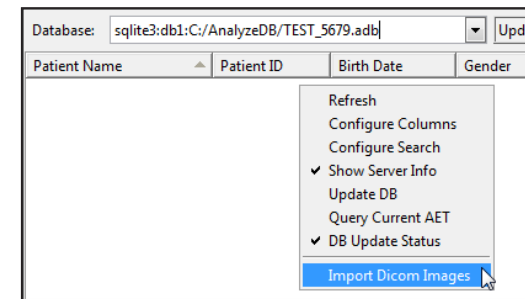 Database: sqlite3:db1:C:/AnalyzeDB/TEST_5679.adb Upd
Patient Name Patient ID Birth Date Gender
Refresh
Configure Columns
Configure Search
Show Server Info
Update DB
Query Current AET
DB Update Status
Import Dicom Images